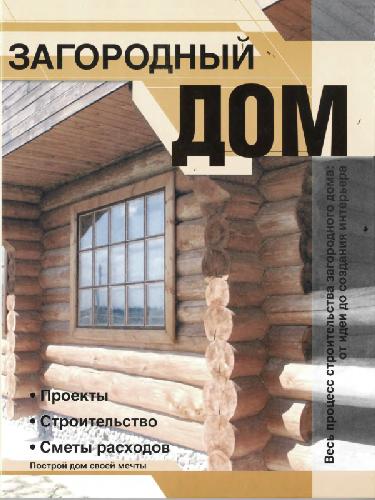 ЗАГОРОДНЫЙ
ДОМ
Весь процесс строительства загородного дома:
от идеи до создания интерьера
• Проекты
• Строительство
• Сметы расходов
Построй дом своей мечты